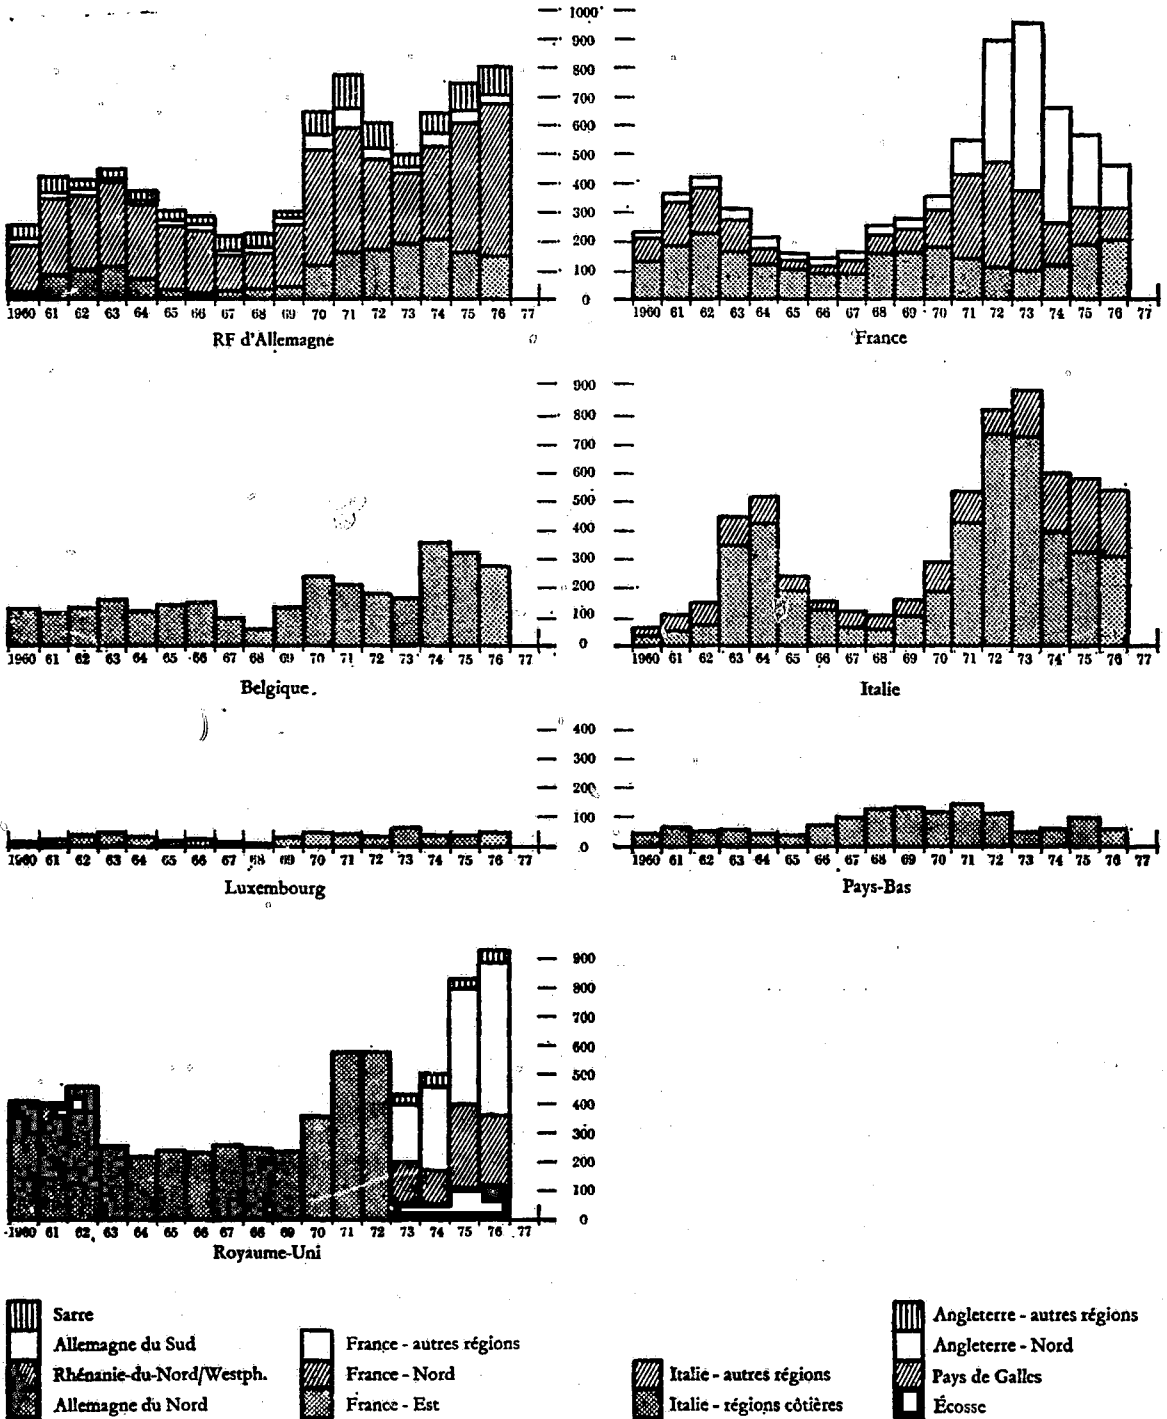 1000
900
800
700
600
500
400
300
200
100
0
1960 61 62 63 64 65 66 67 68 69 70 71 72 73 74 75 76 77
1960 61 62 63 64 65 66 67 68 69 70 71 72 73 74 75 76 77
RF d'Allemagne
France
900
800
700
600
500
400
300
200
100
0
1960 61 62 63 64 65 66 67 68 69 70 71 72 73 74 75 76 77
1960 61 62 63 64 65 66 67 68 69 70 71 72 73 74 75 76 77
Belgique
Italie
400
300
200
100
0
1960 61 62 63 64 65 66 67 68 69 70 71 72 73 74 75 76 77
1960 61 62 63 64 65 66 67 68 69 70 71 72 73 74 75 76 77
Luxembourg
Pays-Bas
900
800
700
600
500
400
300
200
100
0
1960 61 62 63 64 65 66 67 68 69 70 71 72 73 74 75 76 77
Royaume-Uni
Sarre
Allemagne du Sud
Rhénanie-du-Nord/Westph.
Allemagne du Nord
France - autres régions
France - Nord
France - Est
Italie - autres régions
Italie - régions côtières
Angleterre - autres régions
Angleterre - Nord
Pays de Galles
Écosse